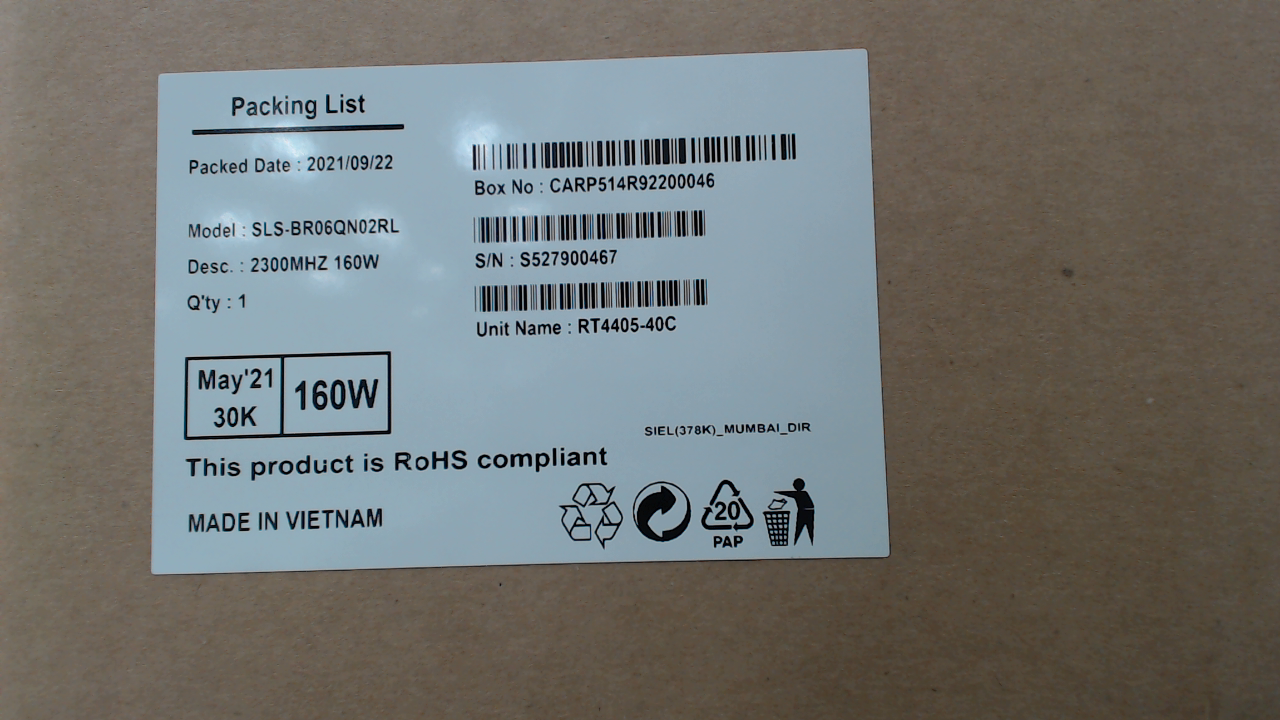 Packing List
Packed Date : 2021/09/22
Box No : CARP514R92200046
Model : SLS-BR06QN02RL
S/N : S527900467
Desc. : 2300MHZ 160W
Q'ty : 1
Unit Name : RT4405-40C
May'21
30K
160W
SIEL(378K)_MUMBAI_DIR
This product is RoHS compliant
MADE IN VIETNAM
20
PAP